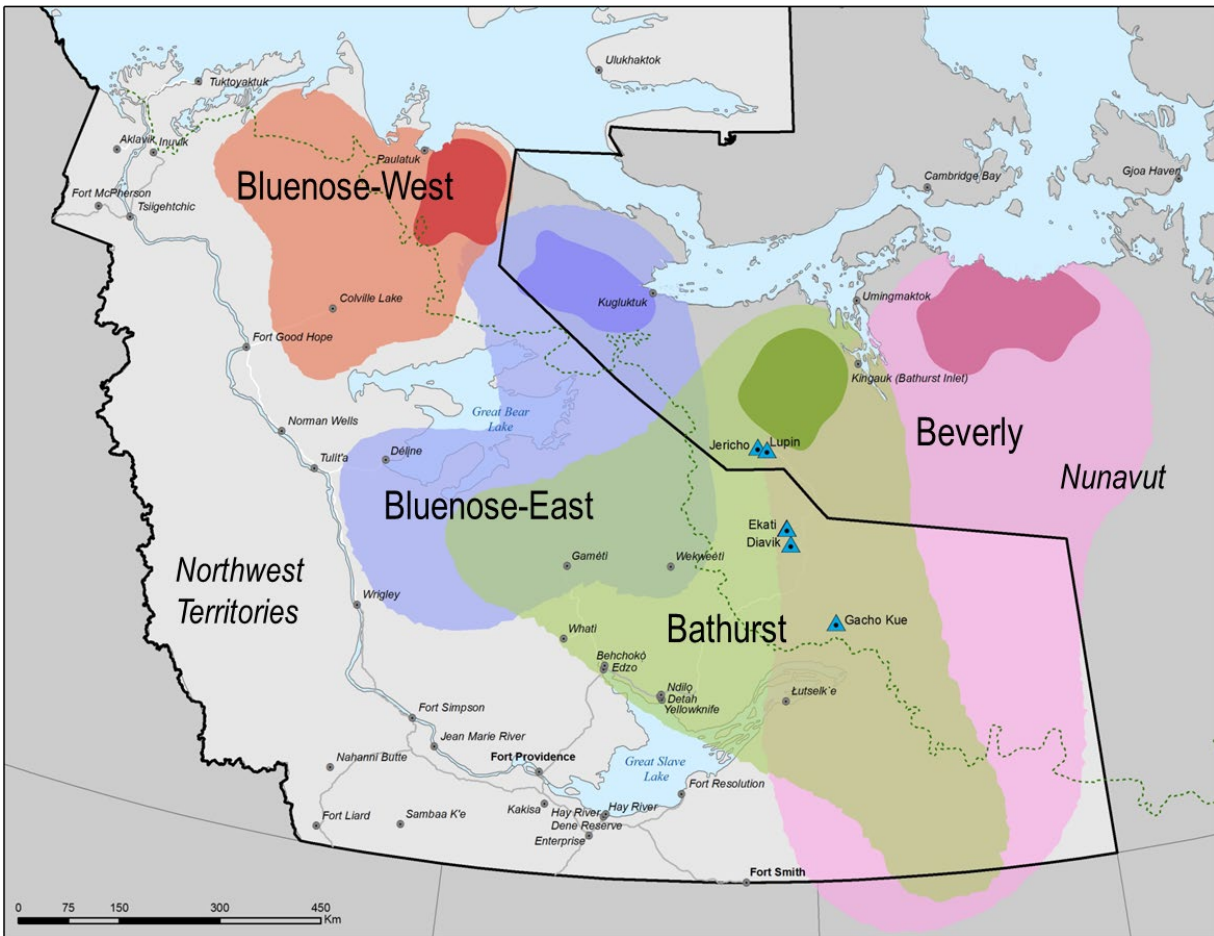 Ulukhaktok
Tuktoyaktuk
Aklavik
Inuvik
Paulatuk
Cambridge Bay
Gjoa Haven
Bluenose-West
Fort McPherson
Tsiigehtchic
Colville Lake
Kugluktuk
Umingmaktok
Fort Good Hope
Kingauk (Bathurst Inlet)
Norman Wells
Great Bear
Lake
Beverly
Jericho
Lupin
Tulít'a
Déline
Nunavut
Bluenose-East
Ekati
Diavik
Gamètì
Wekweètì
Northwest
Territories
Wrigley
Bathurst
Gacho Kue
Whatì
Behchokǫ̀
Edzo
Ndilǫ
Detah
Yellowknife
Łutselk'e
Fort Simpson
Jean Marie River
Nahanni Butte
Fort Providence
Great Slave
Lake
Fort Resolution
Kakisa
Hay River
Hay River
Dene Reserve
Fort Liard
Sambaa K'e
Enterprise
Fort Smith
0 75 150 300 450
Km